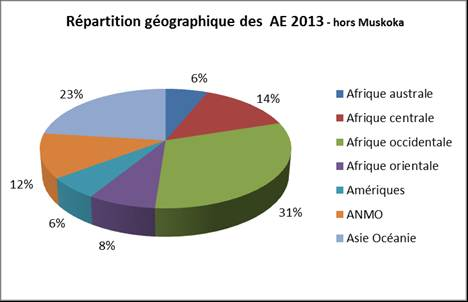 Répartition géographique des AE 2013 - hors Muskoka
6%
14%
31%
8%
6%
12%
23%
Afrique australe
Afrique centrale
Afrique occidentale
Afrique orientale
Amériques
ANMO
Asie Océanie